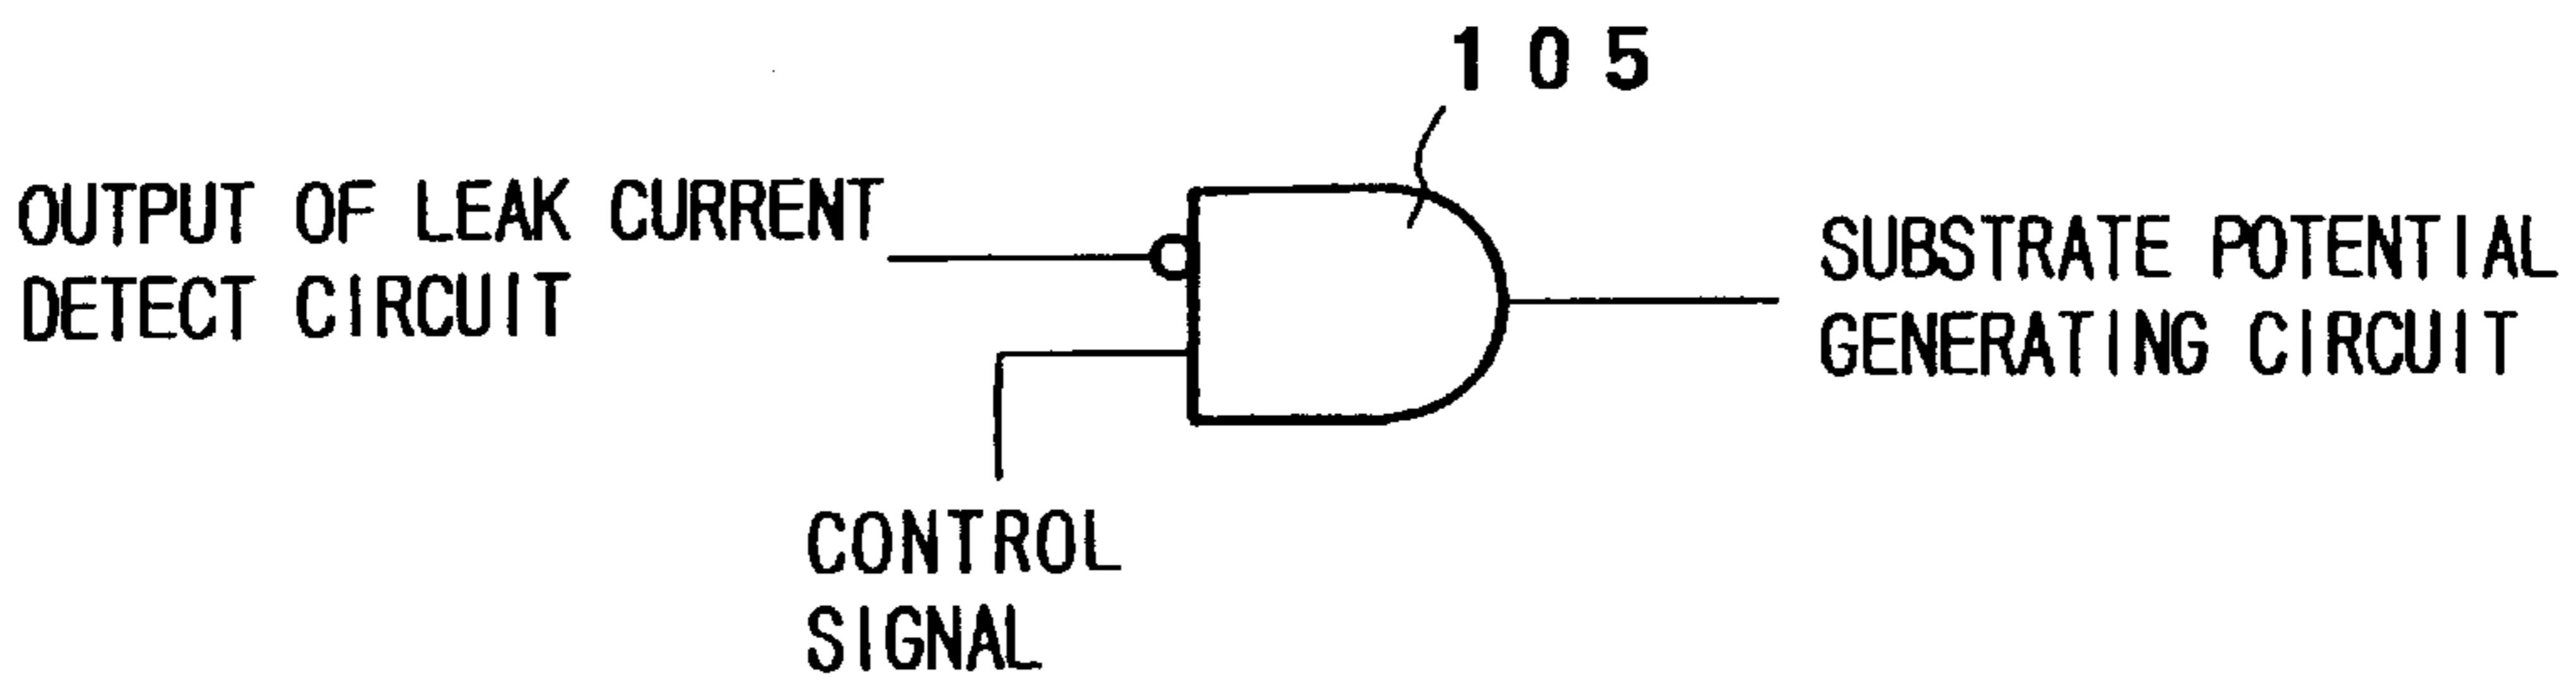 105
OUTPUT OF LEAK CURRENT
DETECT CIRCUIT
SUBSTRATE POTENTIAL
GENERATING CIRCUIT
CONTROL
SIGNAL